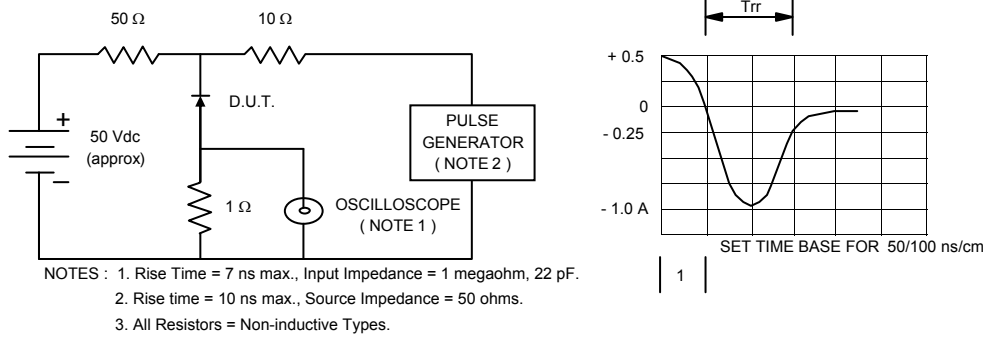 50 Ω
10 Ω
+
50 Vdc
(approx)
−
D.U.T.
1 Ω
OSCILLOSCOPE
( NOTE 1 )
PULSE
GENERATOR
( NOTE 2 )
NOTES : 1. Rise Time = 7 ns max., Input Impedance = 1 megaohm, 22 pF.
2. Rise time = 10 ns max., Source Impedance = 50 ohms.
3. All Resistors = Non-inductive Types.
Trr
+ 0.5
0
- 0.25
- 1.0 A
SET TIME BASE FOR 50/100 ns/cm
1